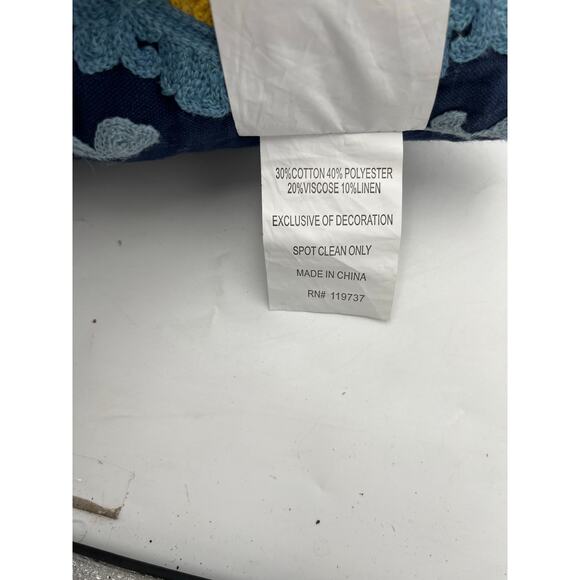 30%COTTON 40% POLYESTER
20%VISCOSE 10%LINEN
EXCLUSIVE OF DECORATION
SPOT CLEAN ONLY
MADE IN CHINA
RN# 119737